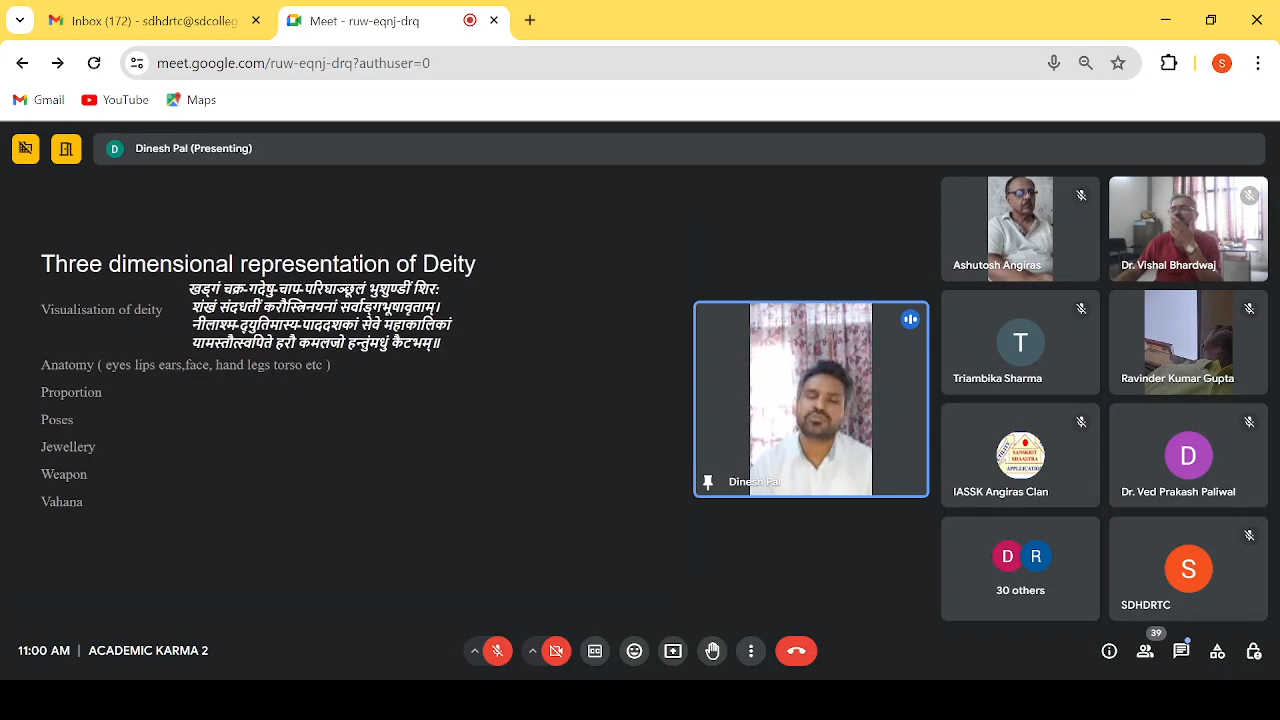 Inbox (172) - sdhdrtc@sdcolleg
Meet - ruw-eqnj-drq
meet.google.com/ruw-eqnj-drq?authuser=0
S
Gmail
YouTube
Maps
D
Dinesh Pal (Presenting)
Three dimensional representation of Deity
Visualisation of deity
खड्गं चक्र-गदेषु-चाप-परिघाञ्छूलं भुशुण्डीं शिरः
शंखं संदधतीं करौस्त्रिनयनां सर्वाड्गभूषावृताम्।
नीलाश्म-द्युतिमास्य-पाददशकां सेवे महाकालिकां
यामस्तौत्स्वपिते हरौ कमलजो हन्तुंमधुं कैटभम्॥
Anatomy ( eyes lips ears,face, hand legs torso etc )
Proportion
Poses
Jewellery
Weapon
Vahana
Dinesh Pal
Ashutosh Angiras
Dr. Vishal Bhardwaj
T
Triambika Sharma
Ravinder Kumar Gupta
SANSKRIT
SHAASTRA
IASSK Angiras Clan
D
Dr. Ved Prakash Paliwal
D R
30 others
S
SDHDRTC
11:00 AM | ACADEMIC KARMA 2
39